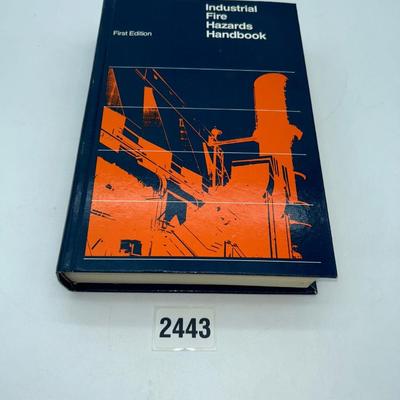 Industrial
Fire
Hazards
Handbook
First Edition
2443